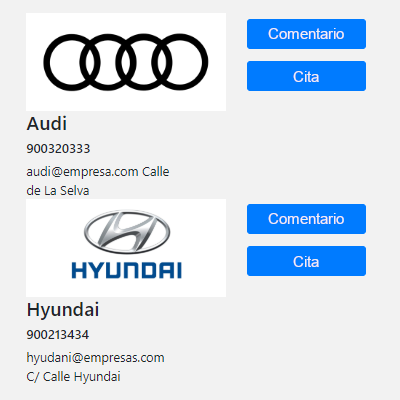 Comentario
Cita
Audi
900320333
audi@empresa.com Calle
de La Selva
HYUNDAI
Comentario
Cita
Hyundai
900213434
hyudani@empresas.com
C/ Calle Hyundai